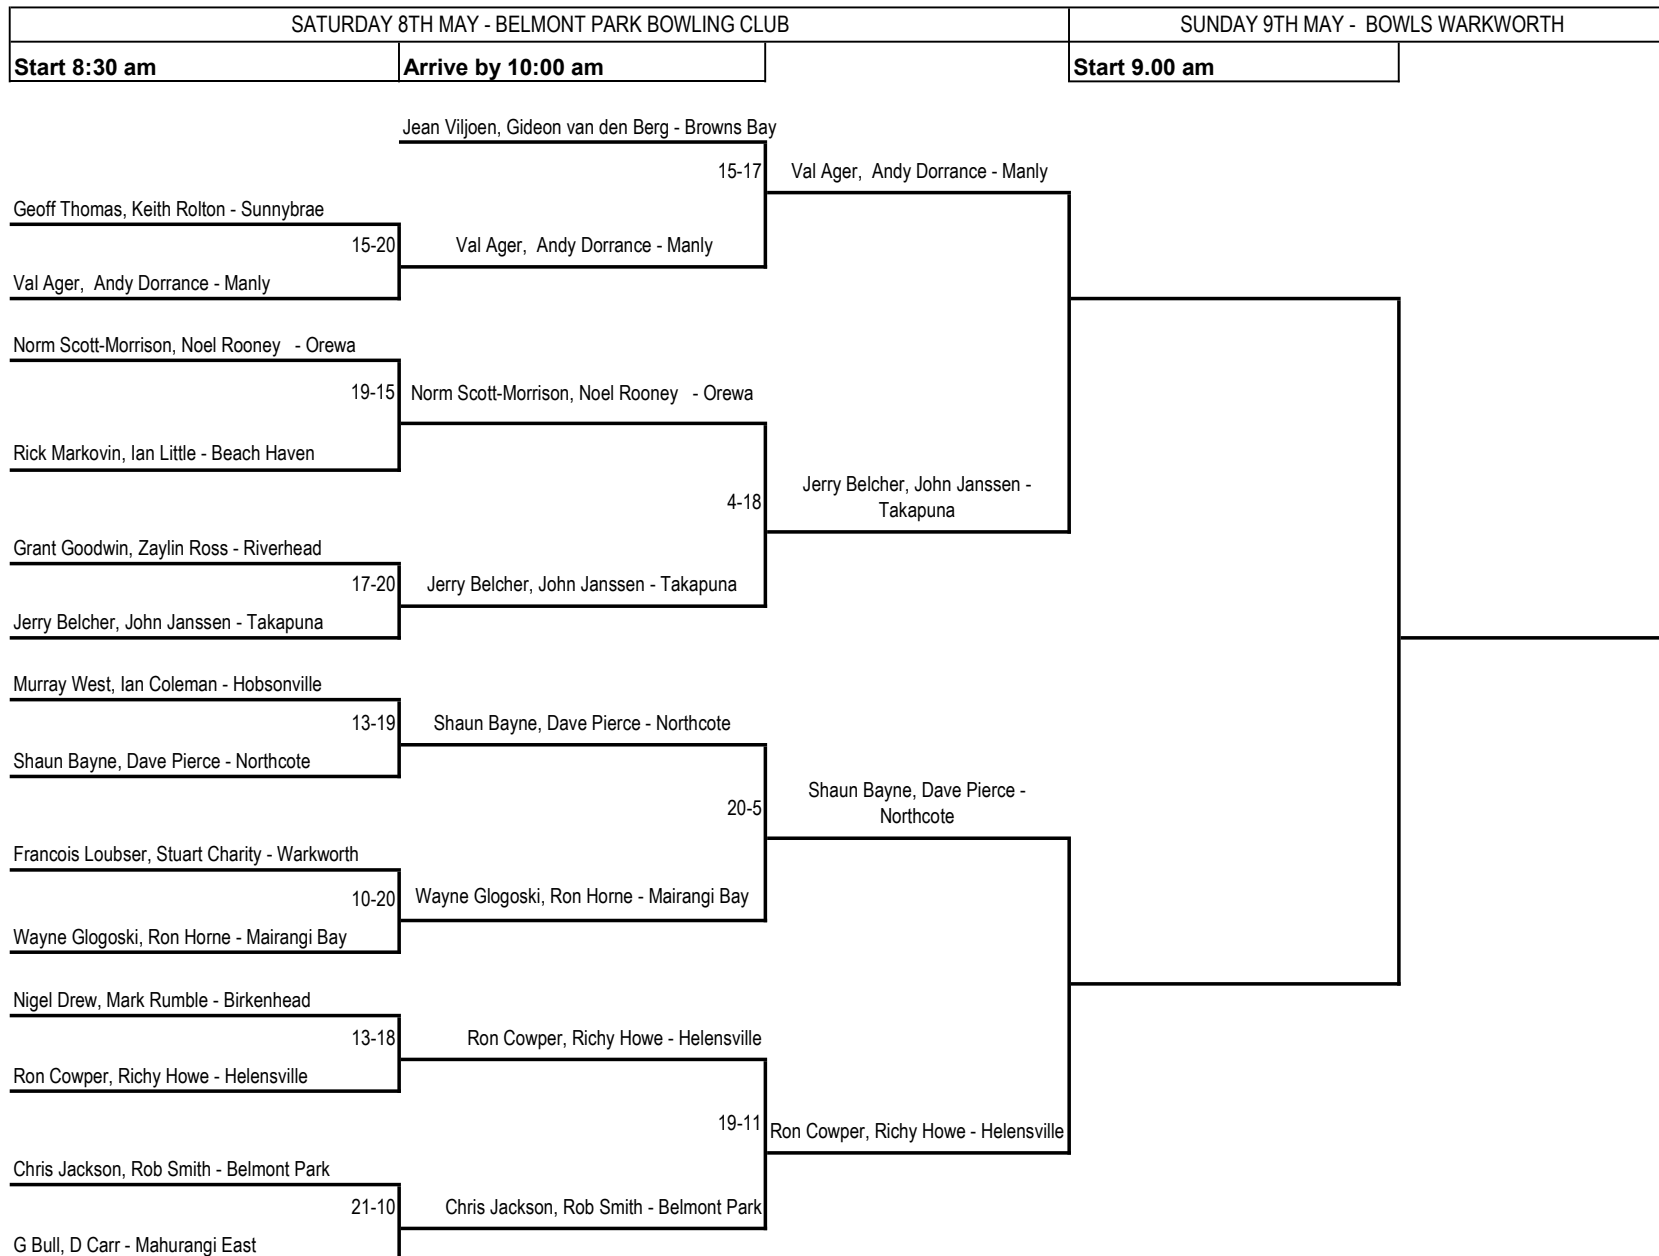 SATURDAY 8TH MAY - BELMONT PARK BOWLING CLUB
SUNDAY 9TH MAY -  BOWLS WARKWORTH
Start 8:30 am
Arrive by 10:00 am
Start 9.00 am
Jean Viljoen, Gideon van den Berg - Browns Bay
15-17
Val Ager,  Andy Dorrance - Manly
Geoff Thomas, Keith Rolton - Sunnybrae
15-20
Val Ager,  Andy Dorrance - Manly
Val Ager,  Andy Dorrance - Manly
Norm Scott-Morrison, Noel Rooney   - Orewa
19-15
Norm Scott-Morrison, Noel Rooney   - Orewa
Rick Markovin, Ian Little - Beach Haven
4-18
Jerry Belcher, John Janssen -
Takapuna
Grant Goodwin, Zaylin Ross - Riverhead
17-20
Jerry Belcher, John Janssen - Takapuna
Jerry Belcher, John Janssen - Takapuna
Murray West, Ian Coleman - Hobsonville
13-19
Shaun Bayne, Dave Pierce - Northcote
Shaun Bayne, Dave Pierce - Northcote
20-5
Shaun Bayne, Dave Pierce -
Northcote
Francois Loubser, Stuart Charity - Warkworth
10-20
Wayne Glogoski, Ron Horne - Mairangi Bay
Wayne Glogoski, Ron Horne - Mairangi Bay
Nigel Drew, Mark Rumble - Birkenhead
13-18
Ron Cowper, Richy Howe - Helensville
Ron Cowper, Richy Howe - Helensville
19-11
Ron Cowper, Richy Howe - Helensville
Chris Jackson, Rob Smith - Belmont Park
21-10
Chris Jackson, Rob Smith - Belmont Park
G Bull, D Carr - Mahurangi East